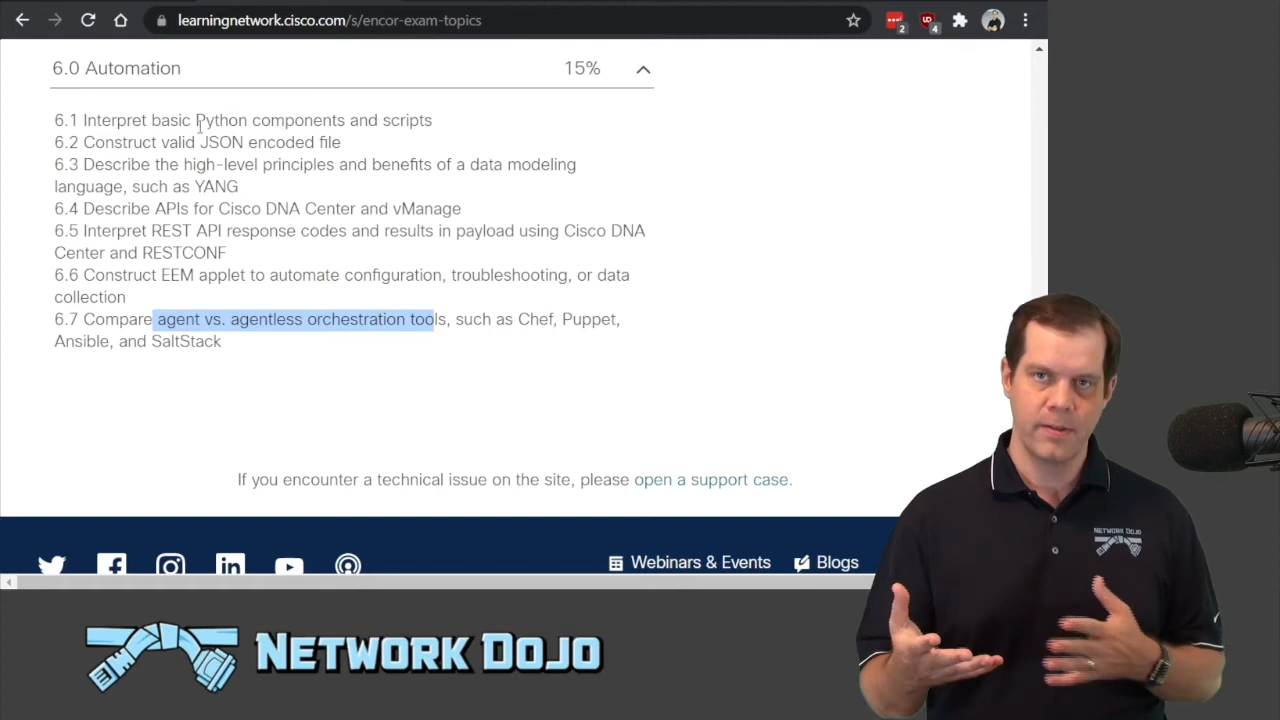 learningnetwork.cisco.com/s/encor-exam-topics
2
4
6.0 Automation 15%
6.1 Interpret basic Python components and scripts
6.2 Construct valid JSON encoded file
6.3 Describe the high-level principles and benefits of a data modeling
language, such as YANG
6.4 Describe APIs for Cisco DNA Center and vManage
6.5 Interpret REST API response codes and results in payload using Cisco DNA
Center and RESTCONF
6.6 Construct EEM applet to automate configuration, troubleshooting, or data
collection
6.7 Compare agent vs. agentless orchestration tools, such as Chef, Puppet,
Ansible, and SaltStack
If you encounter a technical issue on the site, please open a support case.
Webinars & Events Blogs
NETWORK DOJO
NETWORK DOJO